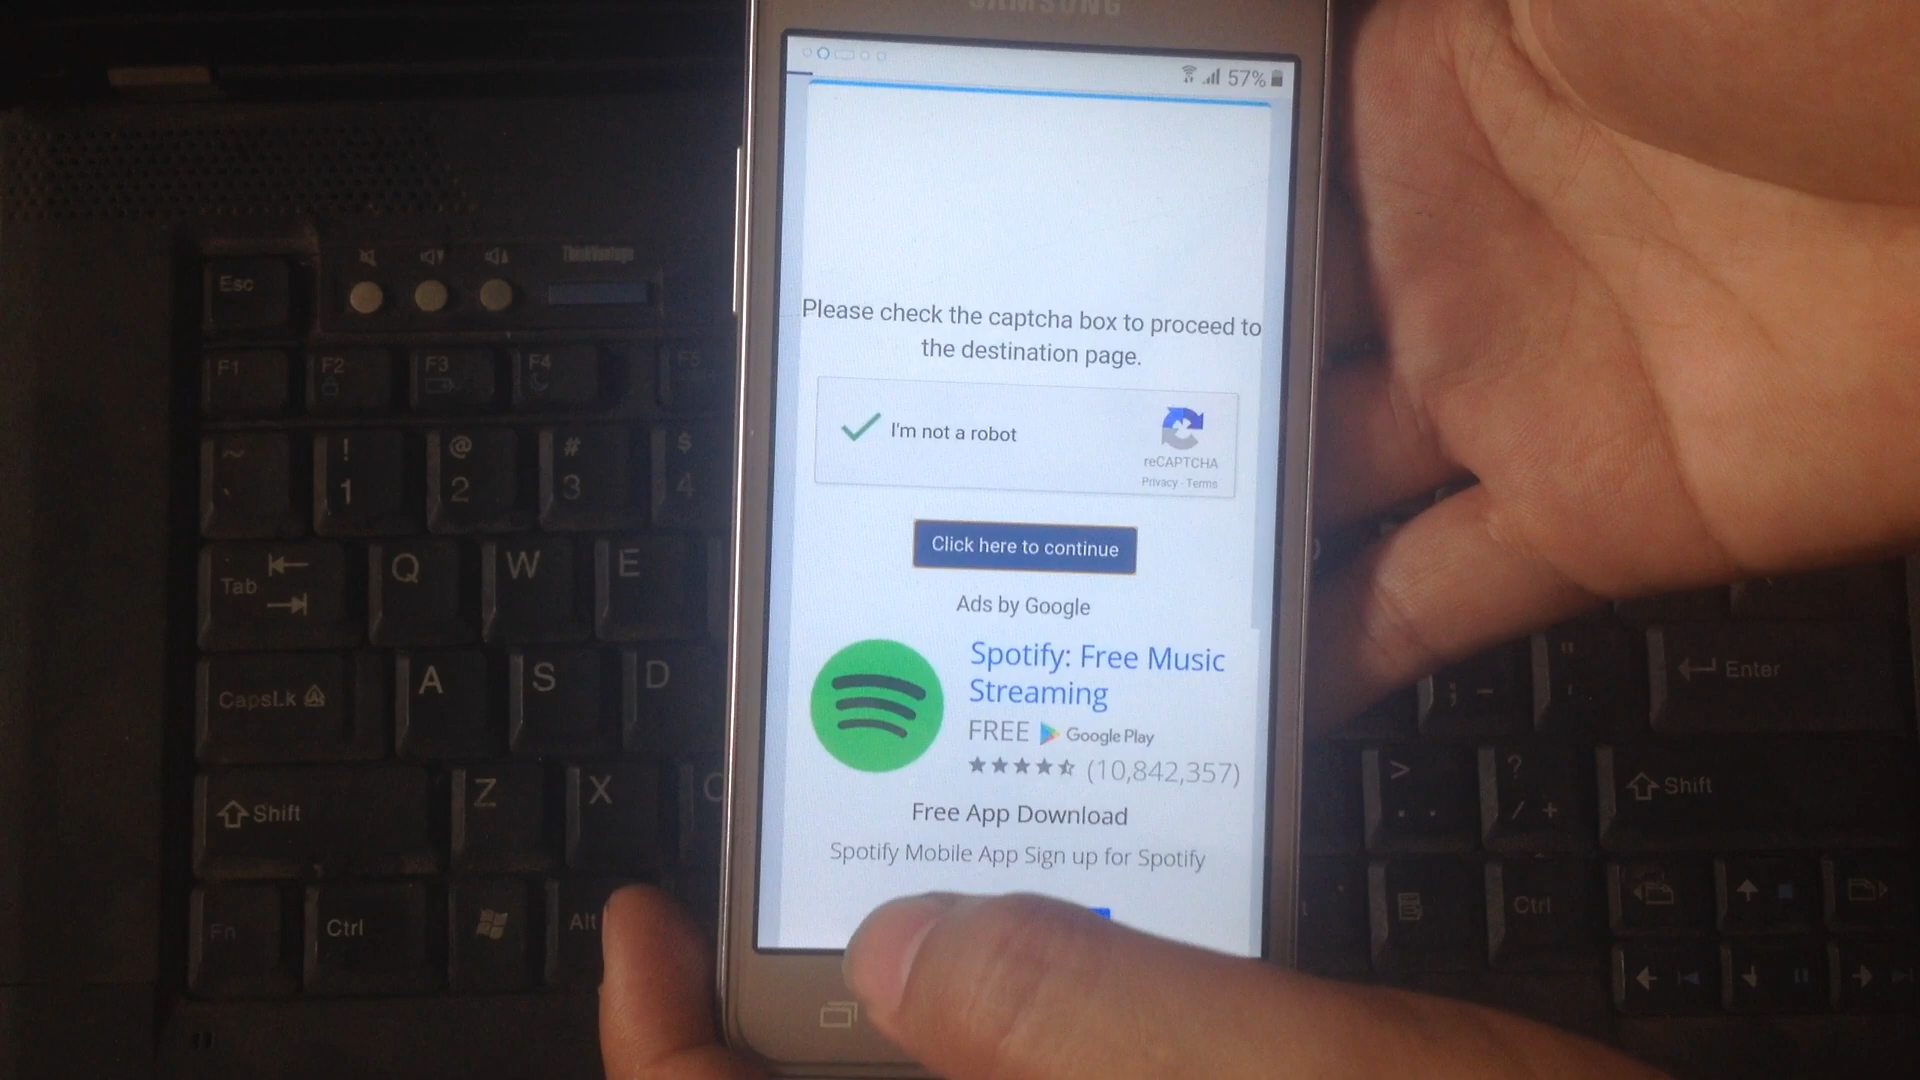 SAMSUNG
57%
Please check the captcha box to proceed to
the destination page.
I'm not a robot
reCAPTCHA
Privacy - Terms
Click here to continue
Ads by Google
Spotify: Free Music
Streaming
FREE Google Play
(10,842,357)
Free App Download
Spotify Mobile App Sign up for Spotify
ThinkVantage
Esc
F1 F2 F3 F4 F5
~ ! @ # $
` 1 2 3 4
Tab Q W E
CapsLk A S D
Shift Z X C
Fn Ctrl Alt
" Enter
; '
> ? Shift
. /
Ctrl